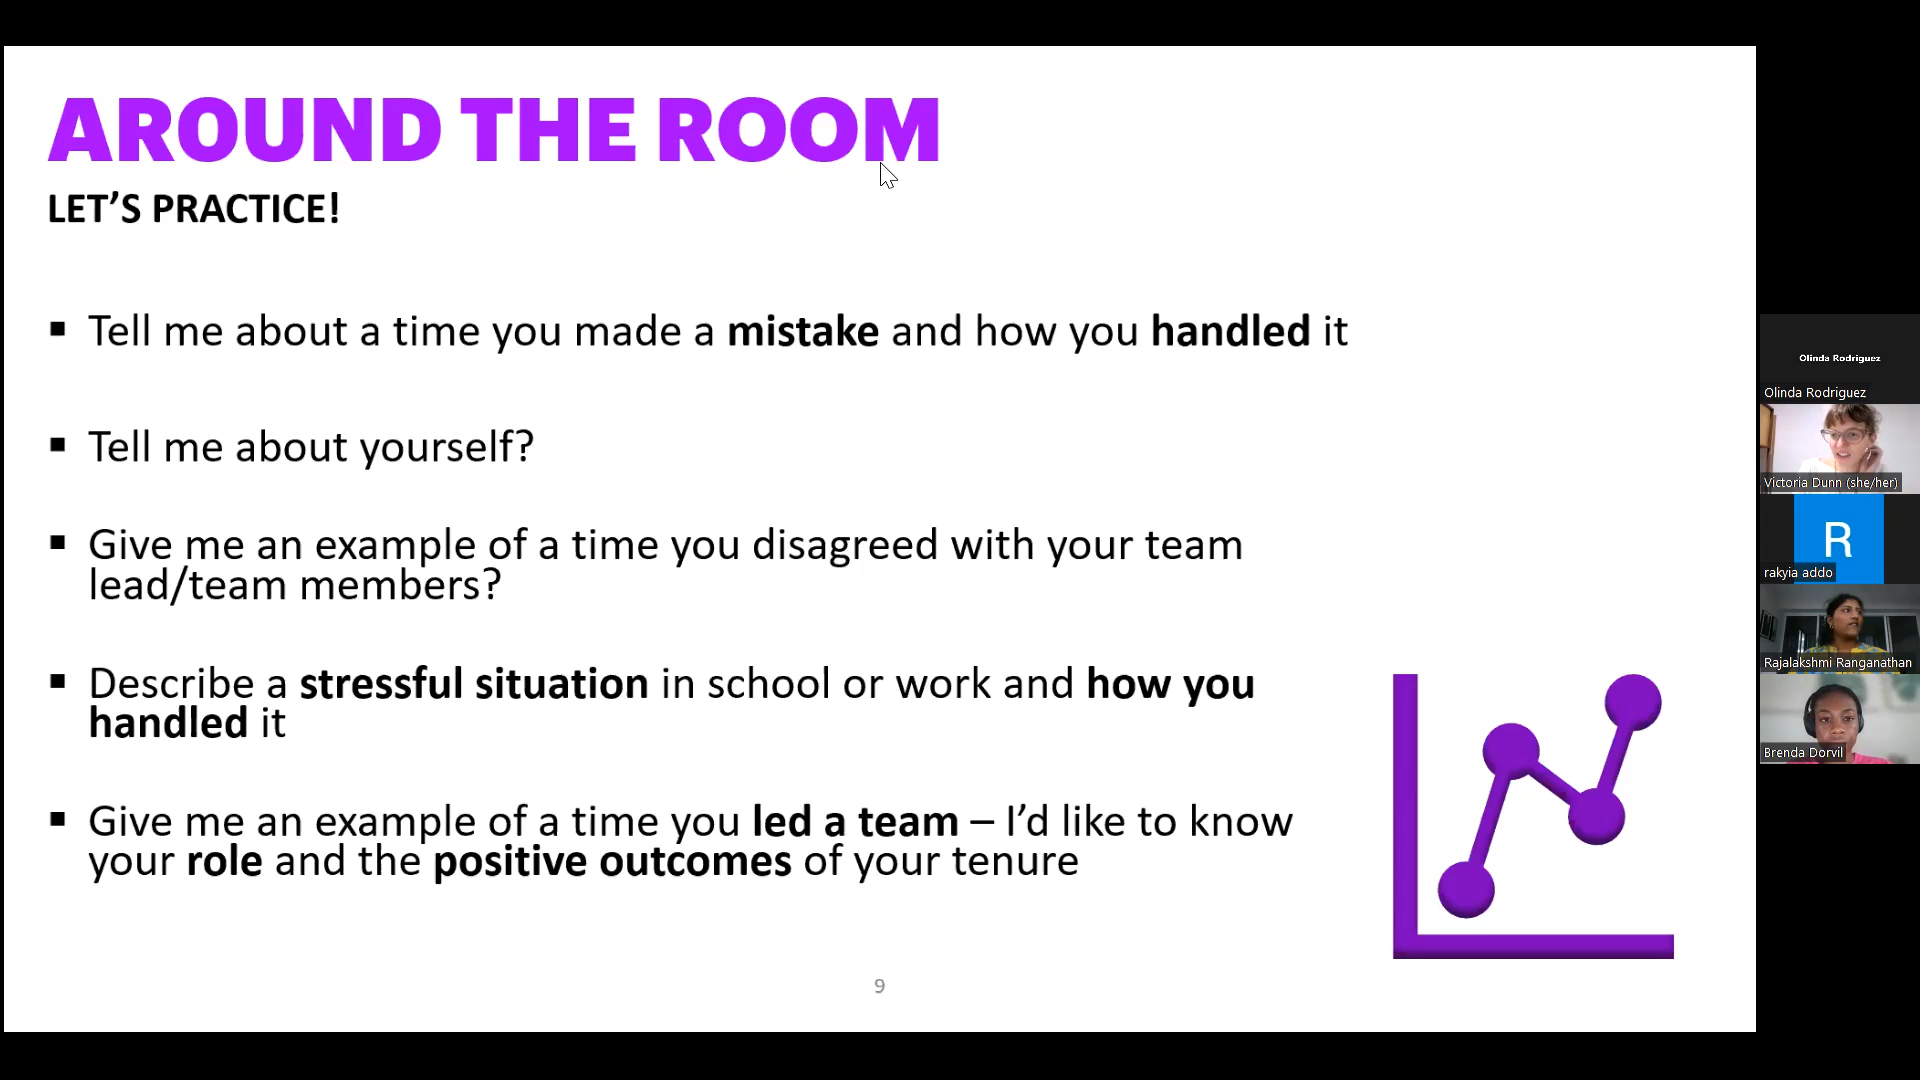 AROUND THE ROOM
LET’S PRACTICE!
▪ Tell me about a time you made a mistake and how you handled it
▪ Tell me about yourself?
▪ Give me an example of a time you disagreed with your team
lead/team members?
▪ Describe a stressful situation in school or work and how you
handled it
▪ Give me an example of a time you led a team – I’d like to know
your role and the positive outcomes of your tenure
9
Olinda Rodriguez
Olinda Rodriguez
Victoria Dunn (she/her)
R
rakyia addo
Rajalakshmi Ranganathan
Brenda Dorvil